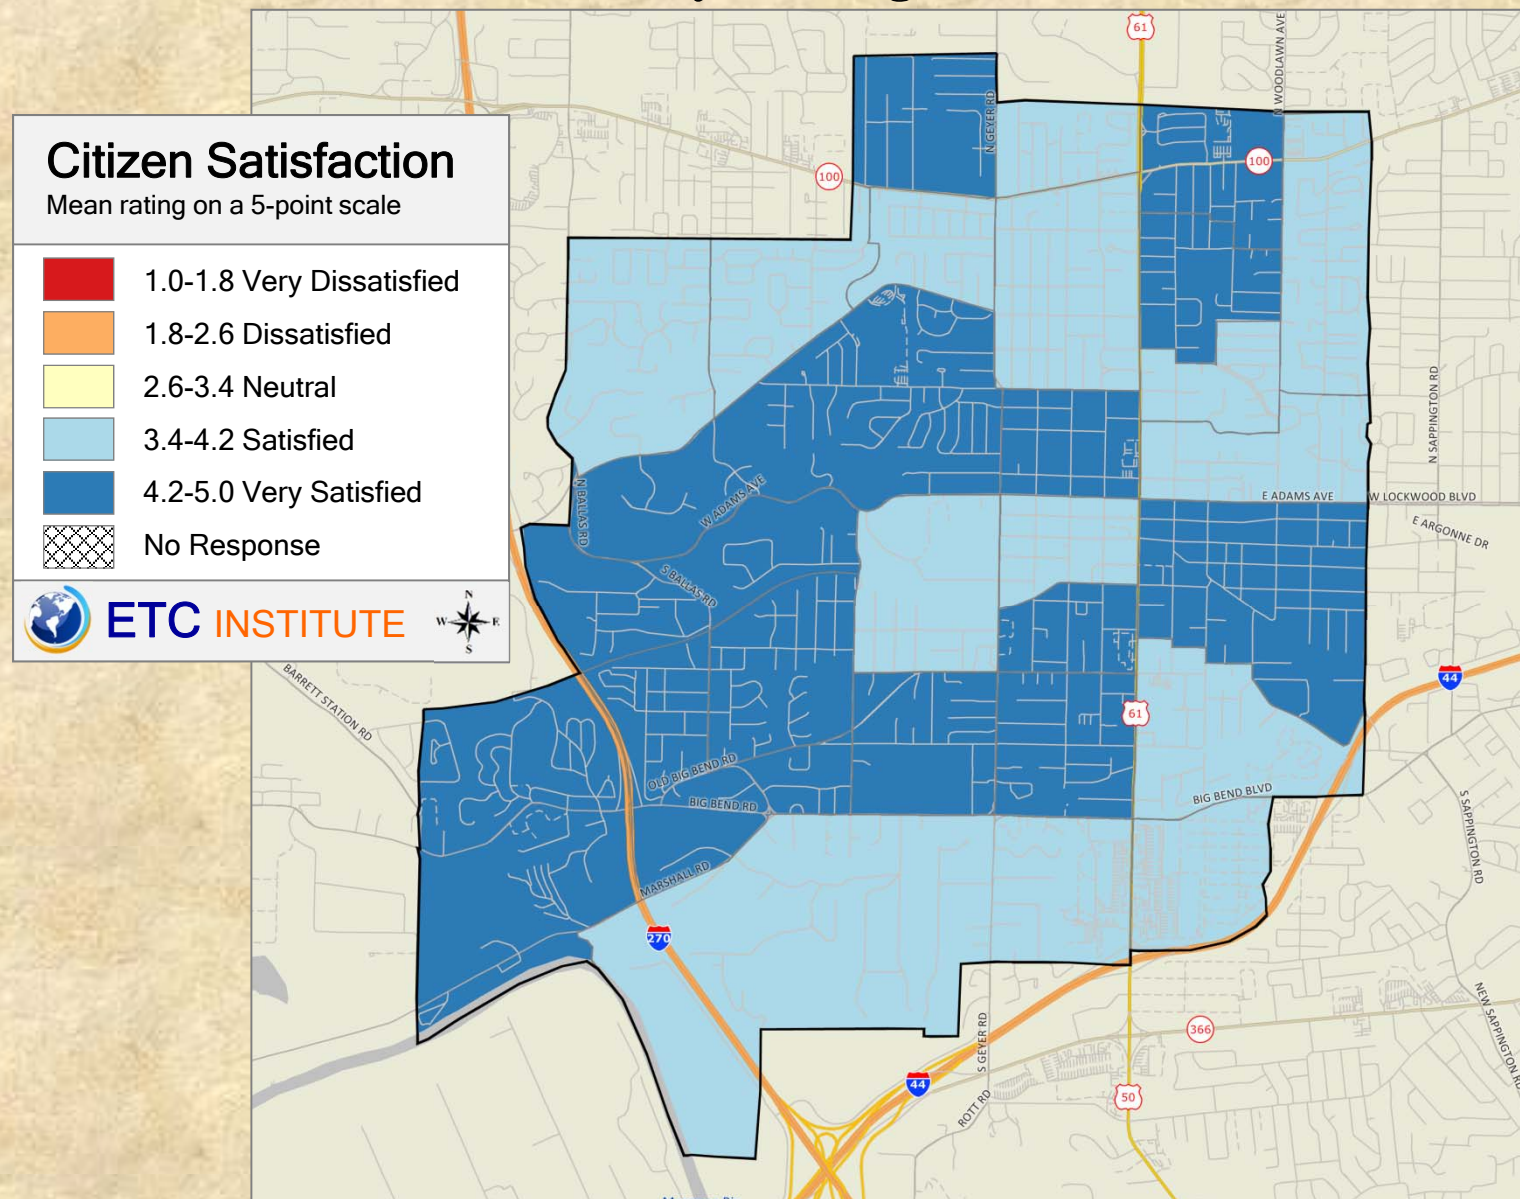 Citizen Satisfaction
Mean rating on a 5-point scale
1.0-1.8 Very Dissatisfied
1.8-2.6 Dissatisfied
2.6-3.4 Neutral
3.4-4.2 Satisfied
4.2-5.0 Very Satisfied
No Response
ETC INSTITUTE
N
W E
S
61
N WOODLAWN AVE
N GEYER RD
100
100
N SAPPINGTON RD
N BALLAS RD
W ADAMS AVE
E ADAMS AVE
W LOCKWOOD BLVD
E ARGONNE DR
S BALLAS RD
BARRETT STATION RD
44
61
OLD BIG BEND RD
BIG BEND RD
BIG BEND BLVD
S SAPPINGTON RD
MARSHALL RD
270
NEW SAPPINGTON RD
S GEYER RD
366
44
50
ROTT RD